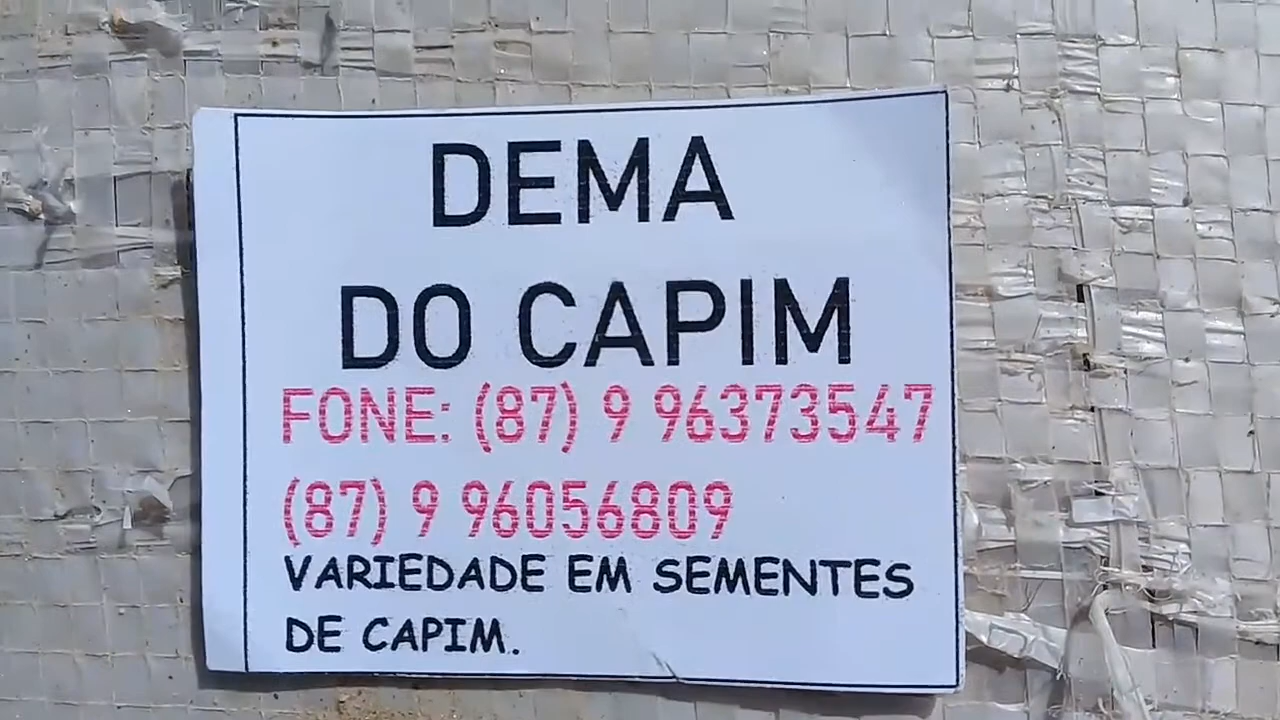 DEMA
DO CAPIM
FONE: (87) 9 96373547
(87) 9 96056809
VARIEDADE EM SEMENTES
DE CAPIM.